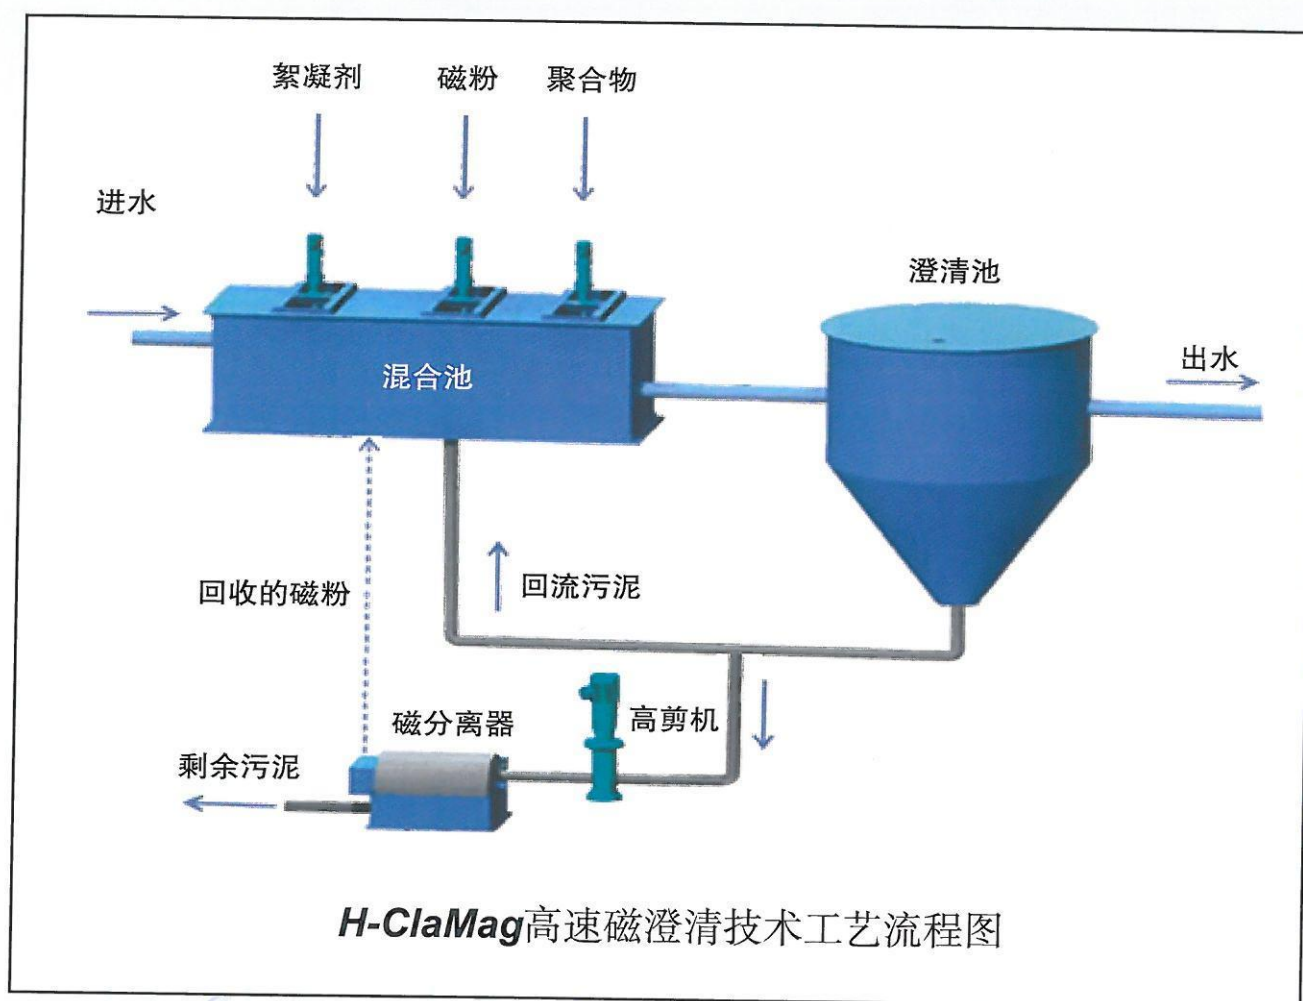 絮凝剂
磁粉
聚合物
进水
澄清池
出水
混合池
回收的磁粉
回流污泥
磁分离器
高剪机
剩余污泥
H-ClaMag高速磁澄清技术工艺流程图